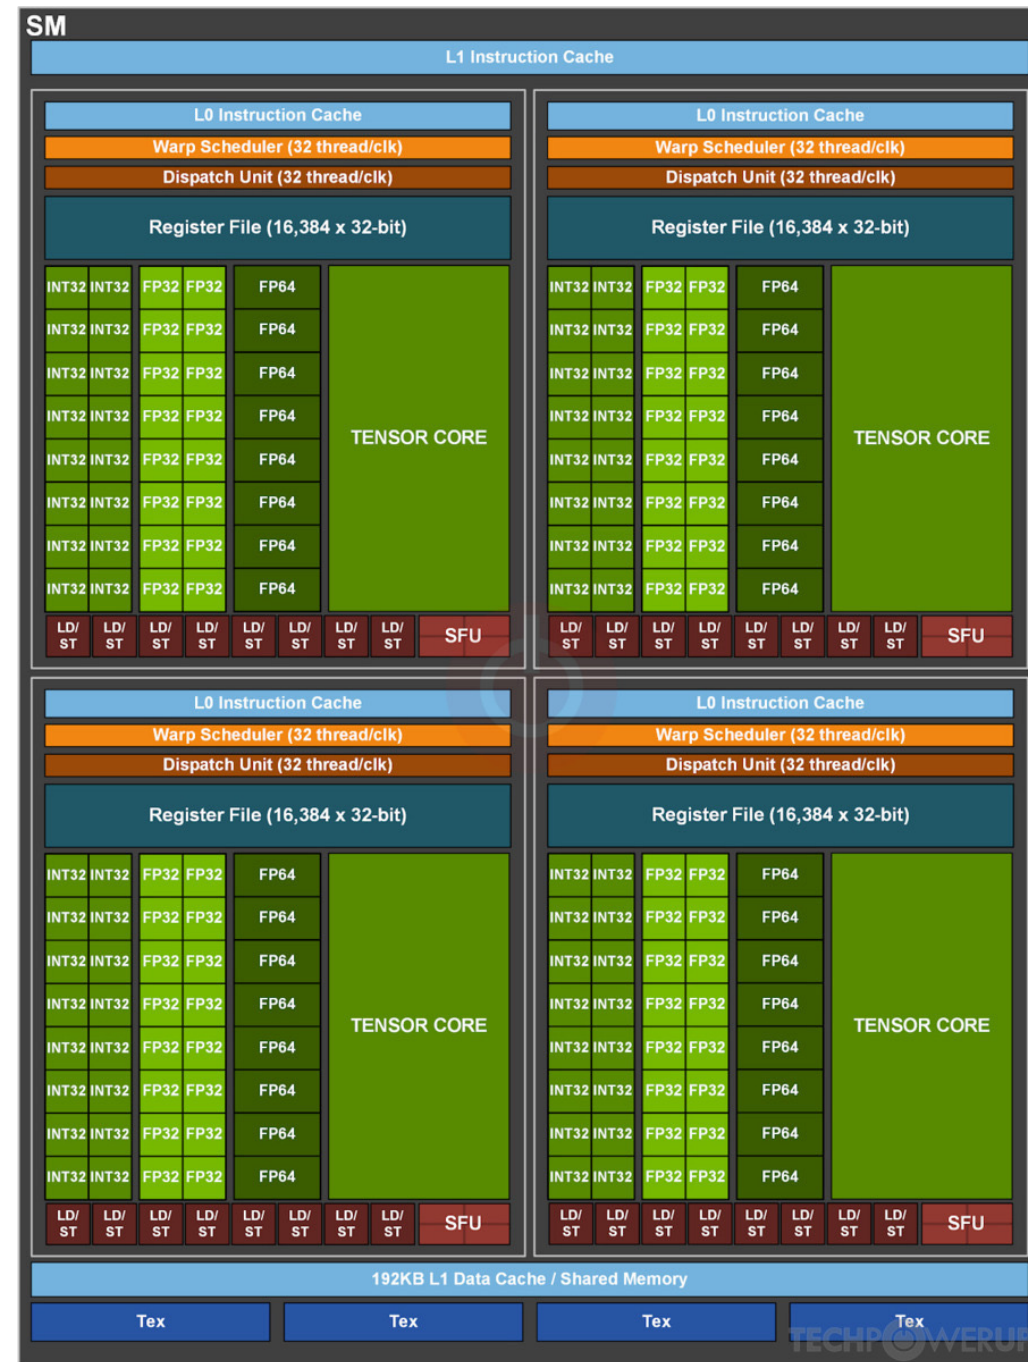 SM
L1 Instruction Cache
L0 Instruction Cache
Warp Scheduler (32 thread/clk)
Dispatch Unit (32 thread/clk)
Register File (16,384 x 32-bit)
INT32 INT32 FP32 FP32 FP64
INT32 INT32 FP32 FP32 FP64
INT32 INT32 FP32 FP32 FP64
INT32 INT32 FP32 FP32 FP64
TENSOR CORE
INT32 INT32 FP32 FP32 FP64
INT32 INT32 FP32 FP32 FP64
INT32 INT32 FP32 FP32 FP64
INT32 INT32 FP32 FP32 FP64
LD/ LD/ LD/ LD/ LD/ LD/ LD/ LD/
ST ST ST ST ST ST ST ST
SFU
L0 Instruction Cache
Warp Scheduler (32 thread/clk)
Dispatch Unit (32 thread/clk)
Register File (16,384 x 32-bit)
INT32 INT32 FP32 FP32 FP64
INT32 INT32 FP32 FP32 FP64
INT32 INT32 FP32 FP32 FP64
INT32 INT32 FP32 FP32 FP64
TENSOR CORE
INT32 INT32 FP32 FP32 FP64
INT32 INT32 FP32 FP32 FP64
INT32 INT32 FP32 FP32 FP64
INT32 INT32 FP32 FP32 FP64
LD/ LD/ LD/ LD/ LD/ LD/ LD/ LD/
ST ST ST ST ST ST ST ST
SFU
L0 Instruction Cache
Warp Scheduler (32 thread/clk)
Dispatch Unit (32 thread/clk)
Register File (16,384 x 32-bit)
INT32 INT32 FP32 FP32 FP64
INT32 INT32 FP32 FP32 FP64
INT32 INT32 FP32 FP32 FP64
INT32 INT32 FP32 FP32 FP64
TENSOR CORE
INT32 INT32 FP32 FP32 FP64
INT32 INT32 FP32 FP32 FP64
INT32 INT32 FP32 FP32 FP64
INT32 INT32 FP32 FP32 FP64
LD/ LD/ LD/ LD/ LD/ LD/ LD/ LD/
ST ST ST ST ST ST ST ST
SFU
L0 Instruction Cache
Warp Scheduler (32 thread/clk)
Dispatch Unit (32 thread/clk)
Register File (16,384 x 32-bit)
INT32 INT32 FP32 FP32 FP64
INT32 INT32 FP32 FP32 FP64
INT32 INT32 FP32 FP32 FP64
INT32 INT32 FP32 FP32 FP64
TENSOR CORE
INT32 INT32 FP32 FP32 FP64
INT32 INT32 FP32 FP32 FP64
INT32 INT32 FP32 FP32 FP64
INT32 INT32 FP32 FP32 FP64
LD/ LD/ LD/ LD/ LD/ LD/ LD/ LD/
ST ST ST ST ST ST ST ST
SFU
192KB L1 Data Cache / Shared Memory
Tex Tex Tex Tex
TECHPOWERUP